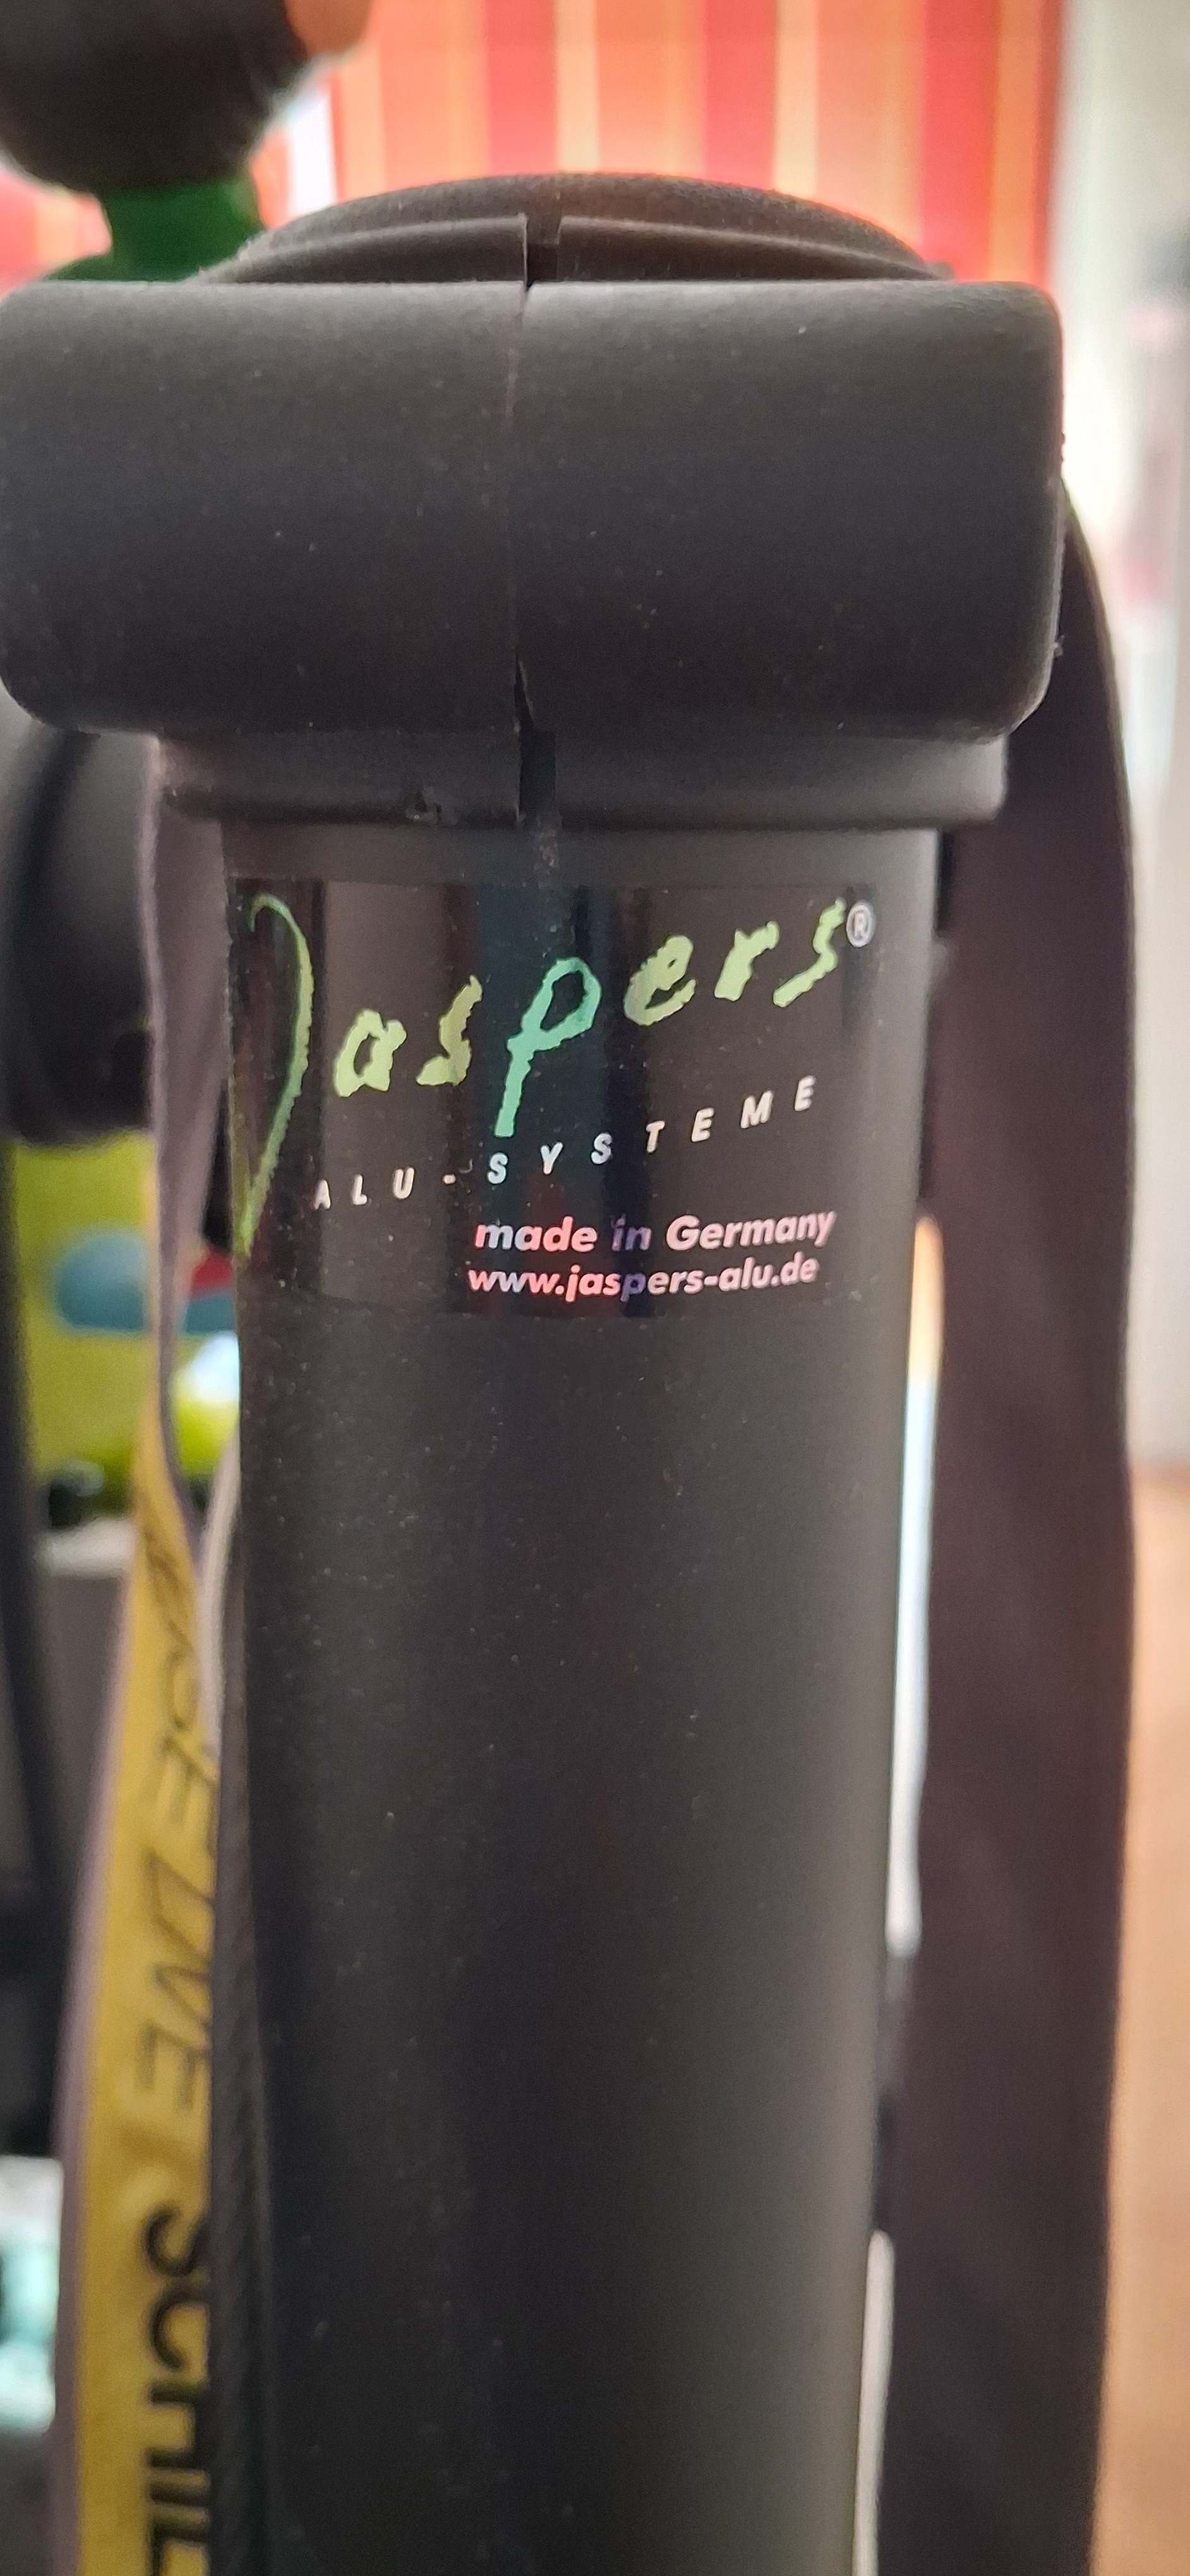 Jaspers®
ALU-SYSTEME
made in Germany
www.jaspers-alu.de